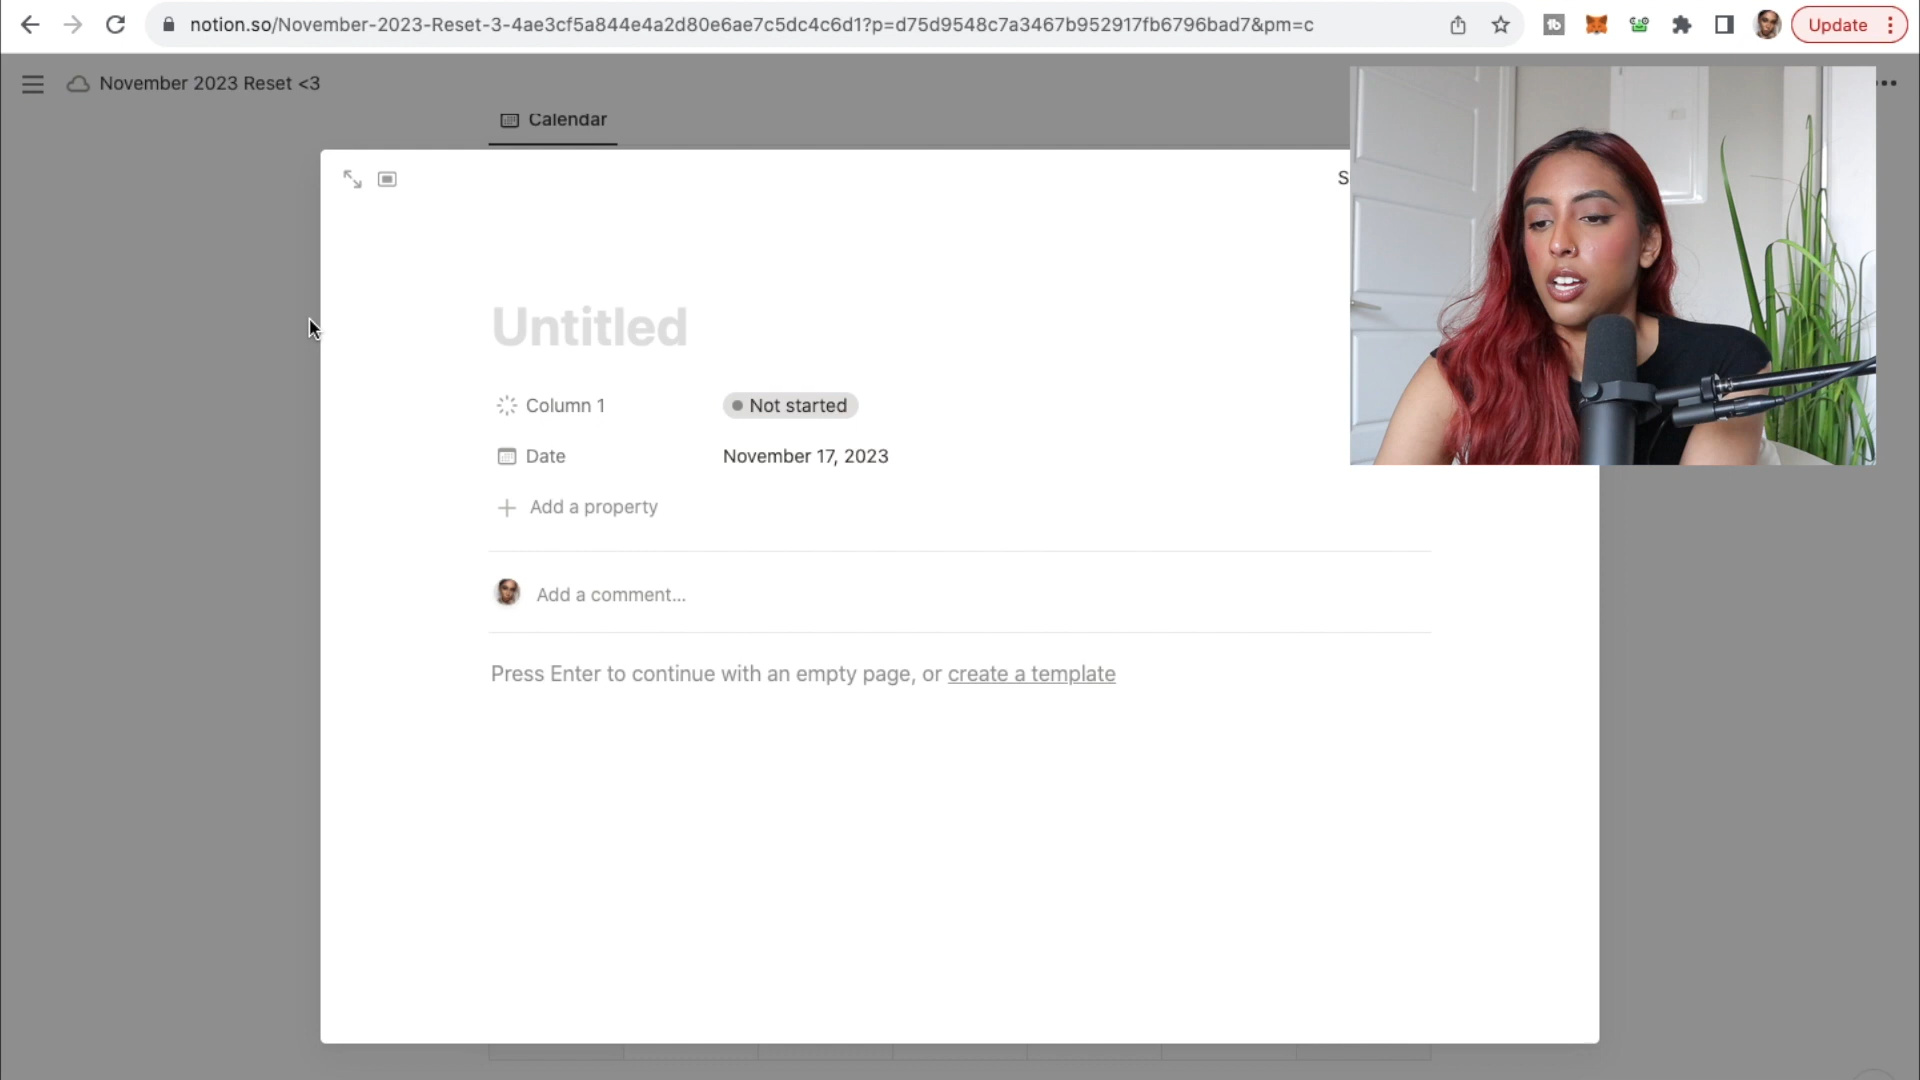 notion.so/November-2023-Reset-3-4ae3cf5a844e4a2d80e6ae7c5dc4c6d1?p=d75d9548c7a3467b952917fb6796bad7&pm=c
Update
November 2023 Reset <3
Calendar
S
Untitled
Column 1
Not started
Date
November 17, 2023
Add a property
Add a comment...
Press Enter to continue with an empty page, or create a template